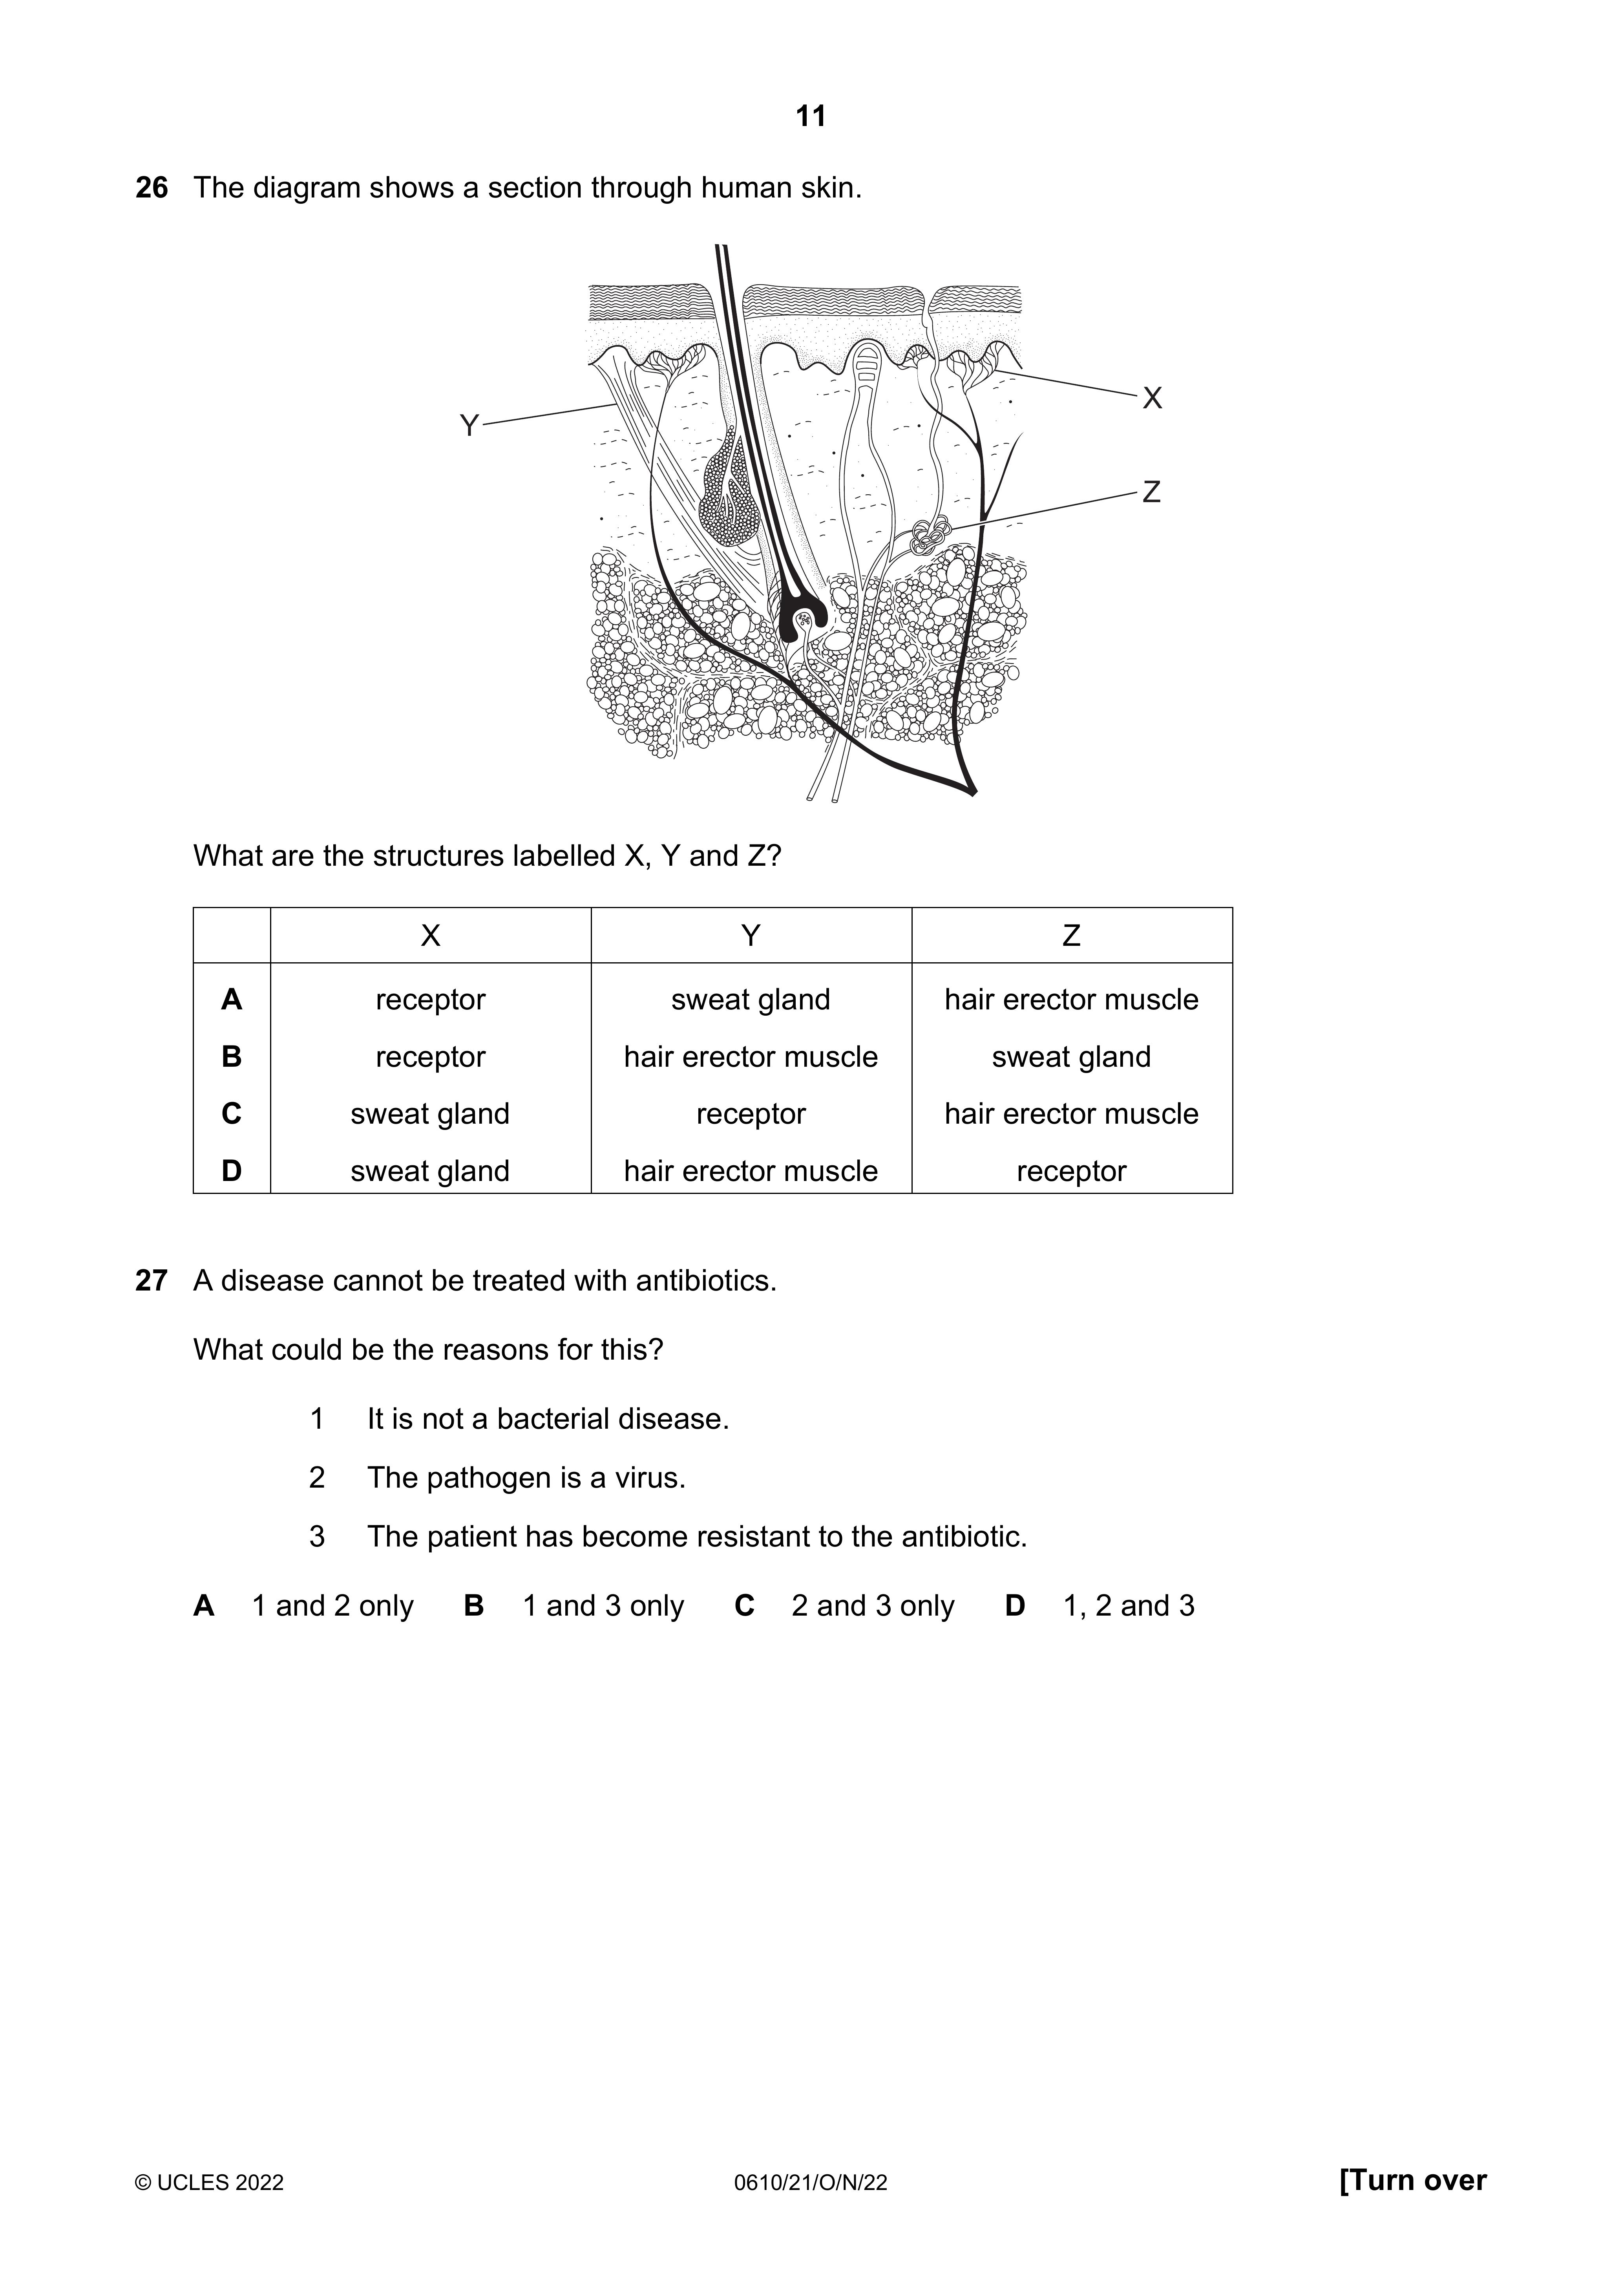 11
26 The diagram shows a section through human skin.
Y
X
Z
What are the structures labelled X, Y and Z?
X Y Z
A receptor sweat gland hair erector muscle
B receptor hair erector muscle sweat gland
C sweat gland receptor hair erector muscle
D sweat gland hair erector muscle receptor
27 A disease cannot be treated with antibiotics.
What could be the reasons for this?
1 It is not a bacterial disease.
2 The pathogen is a virus.
3 The patient has become resistant to the antibiotic.
A 1 and 2 only B 1 and 3 only C 2 and 3 only D 1, 2 and 3
© UCLES 2022 0610/21/O/N/22 [Turn over